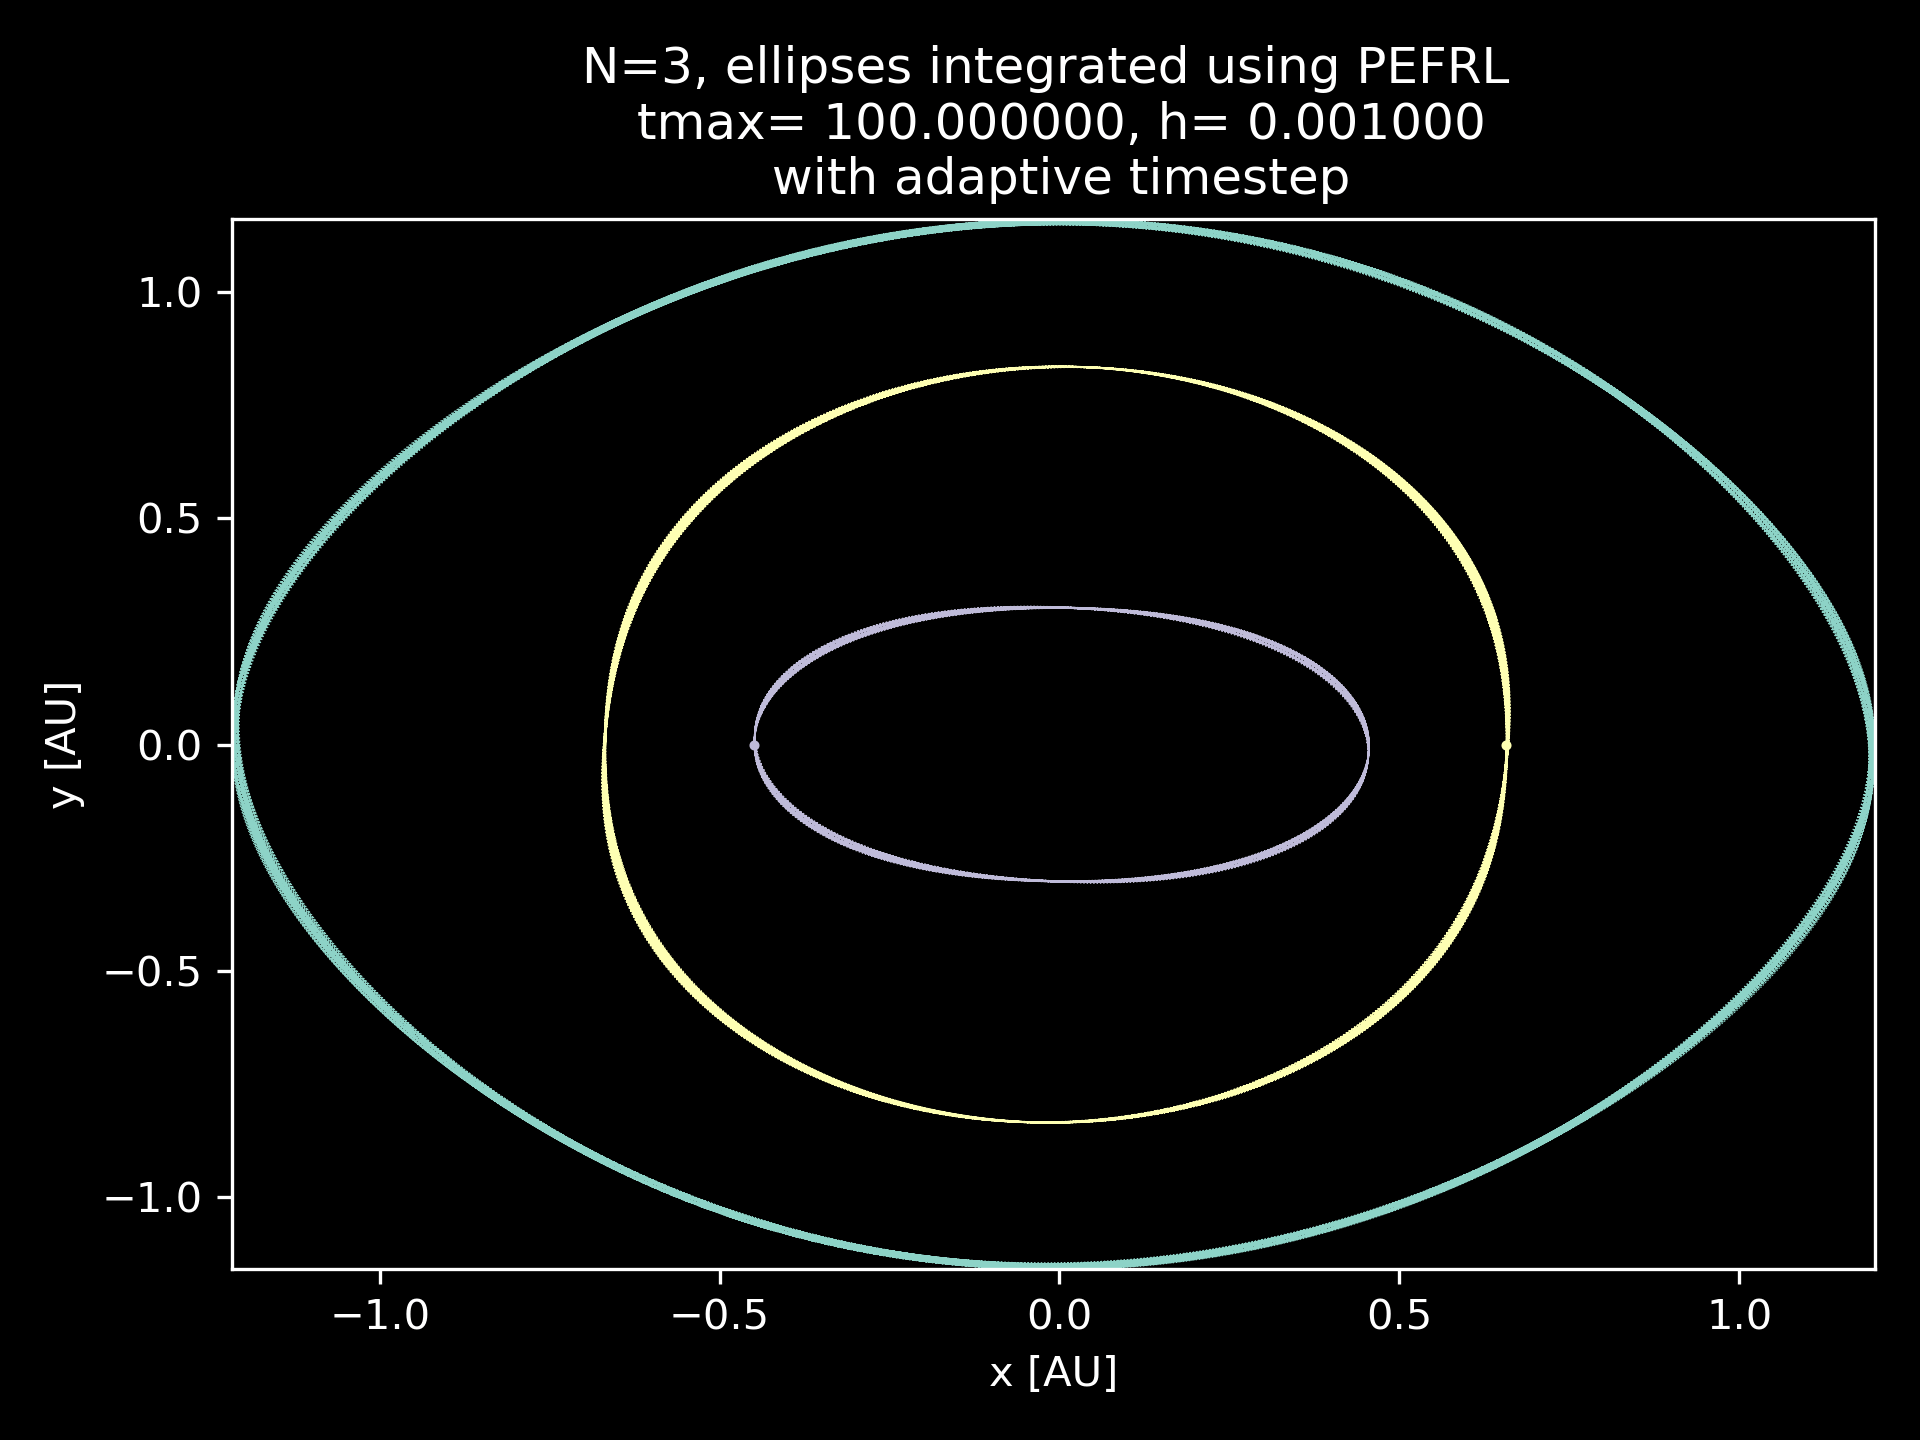 N=3, ellipses integrated using PEFRL
tmax= 100.000000, h= 0.001000
with adaptive timestep
1.0
0.5
0.0
−0.5
−1.0
y [AU]
−1.0
−0.5
0.0
0.5
1.0
x [AU]